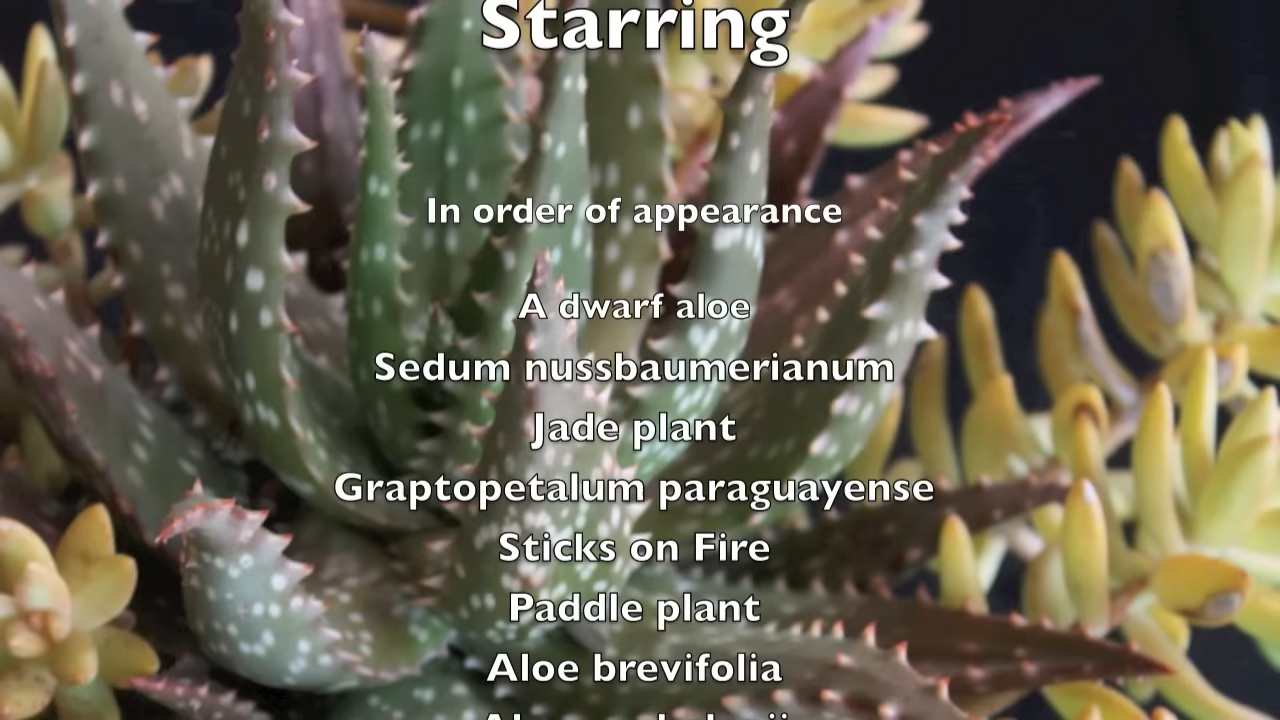 Starring
In order of appearance
A dwarf aloe
Sedum nussbaumerianum
Jade plant
Graptopetalum paraguayense
Sticks on Fire
Paddle plant
Aloe brevifolia